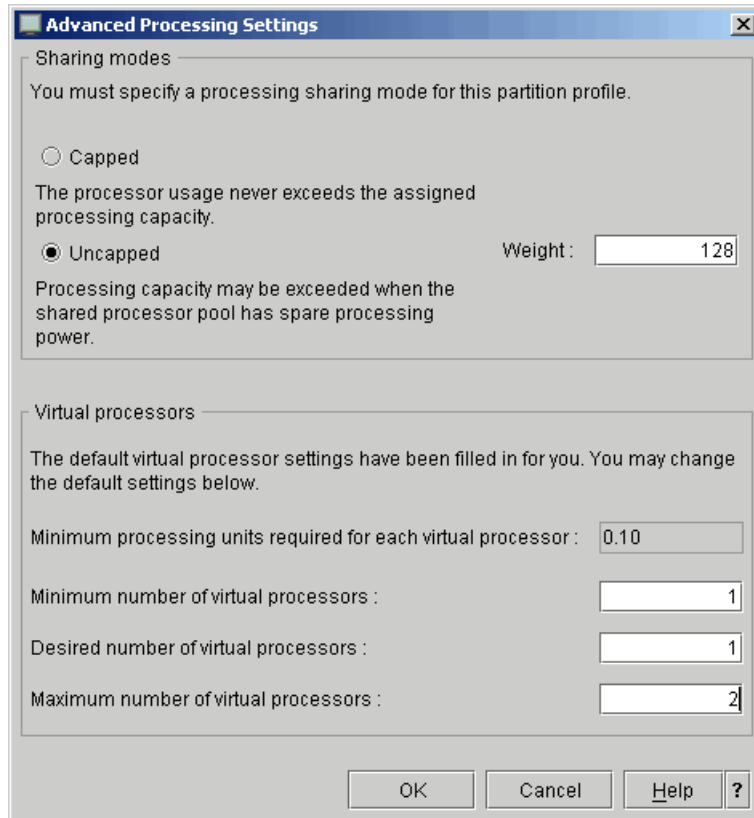 Advanced Processing Settings
Sharing modes
You must specify a processing sharing mode for this partition profile.
Capped
The processor usage never exceeds the assigned
processing capacity.
Uncapped
Weight : 128
Processing capacity may be exceeded when the
shared processor pool has spare processing
power.
Virtual processors
The default virtual processor settings have been filled in for you. You may change
the default settings below.
Minimum processing units required for each virtual processor : 0.10
Minimum number of virtual processors : 1
Desired number of virtual processors : 1
Maximum number of virtual processors : 2
OK Cancel Help ?